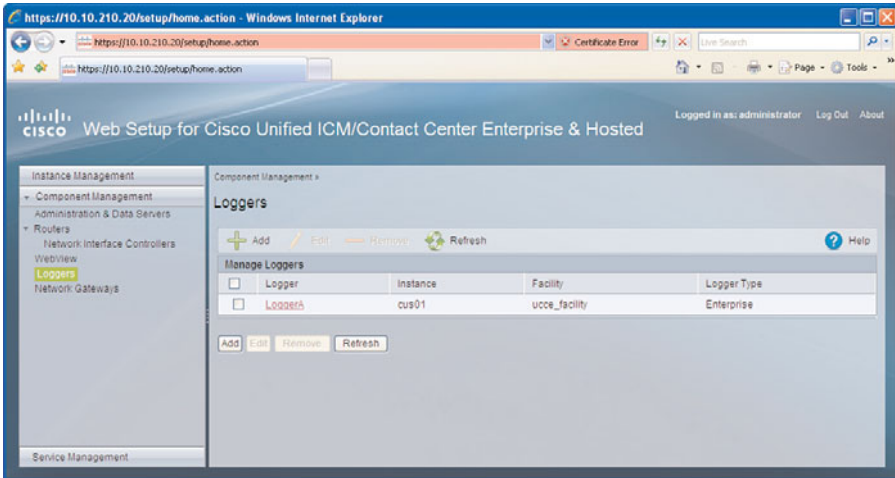 https://10.10.210.20/setup/home.action - Windows Internet Explorer
https://10.10.210.20/setup/home.action
Certificate Error
Live Search
https://10.10.210.20/setup/home.action
Page
Tools
CISCO
Web Setup for Cisco Unified ICM/Contact Center Enterprise & Hosted
Logged in as: administrator Log Out About
Instance Management
Component Management
Administration & Data Servers
Routers
Network Interface Controllers
WebView
Loggers
Network Gateways
Service Management
Component Management »
Loggers
Add Edit Remove Refresh
Help
Manage Loggers
Logger Instance Facility Logger Type
LoggerA cus01 ucce_facility Enterprise
Add Edit Remove Refresh